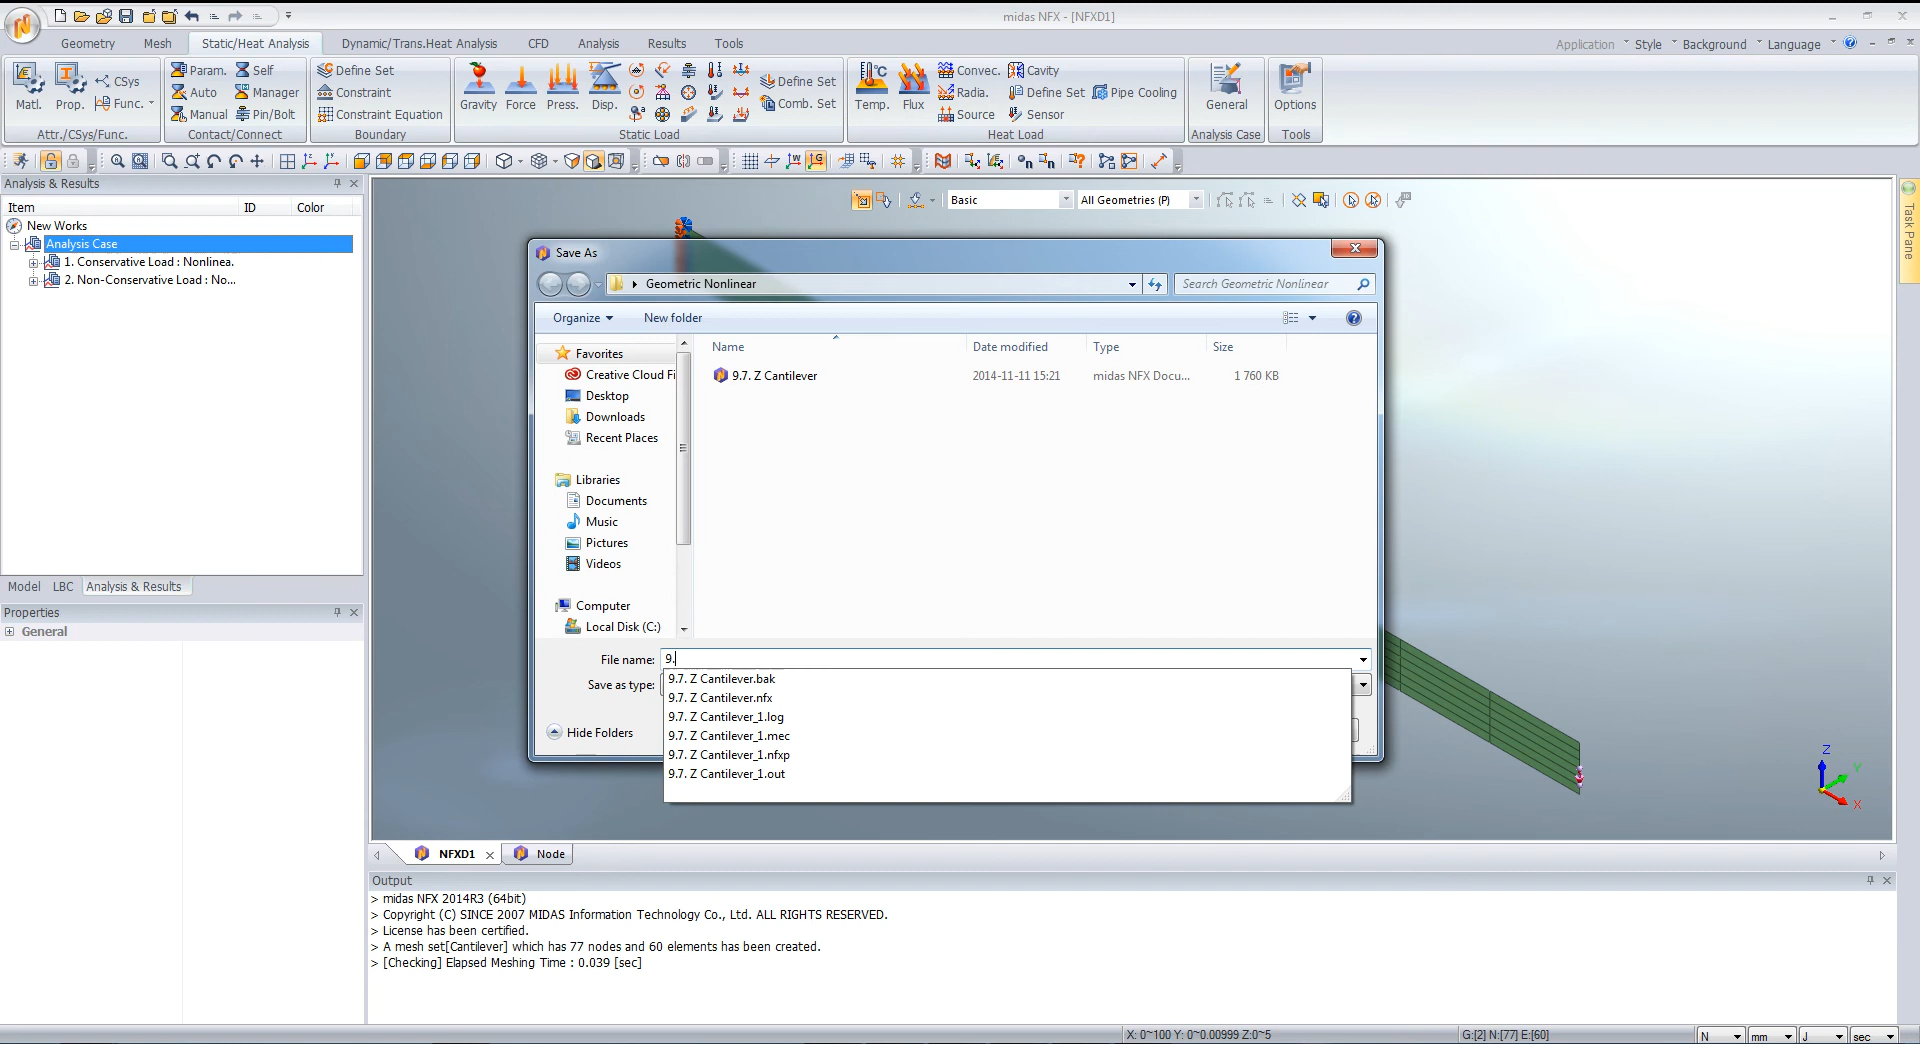 midas NFX - [NFXD1]
Geometry Mesh Static/Heat Analysis Dynamic/Trans.Heat Analysis CFD Analysis Results Tools
Application Style Background Language
Matl. Prop. CSys Func.
Attr./CSys/Func.
Param. Self
Auto Manager
Manual Pin/Bolt
Contact/Connect
Define Set
Constraint
Constraint Equation
Boundary
Gravity Force Press. Disp.
Define Set
Comb. Set
Static Load
Temp. Flux
Convec. Cavity
Radia. Define Set Pipe Cooling
Source Sensor
Heat Load
General
Analysis Case
Options
Tools
Analysis & Results
Item ID Color
New Works
Analysis Case
1. Conservative Load : Nonlinea.
2. Non-Conservative Load : No...
Model LBC Analysis & Results
Properties
General
Basic All Geometries (P)
Task Pane
Save As
Geometric Nonlinear
Search Geometric Nonlinear
Organize New folder
Name Date modified Type Size
9.7. Z Cantilever 2014-11-11 15:21 midas NFX Docu... 1 760 KB
Favorites
Creative Cloud Fi
Desktop
Downloads
Recent Places
Libraries
Documents
Music
Pictures
Videos
Computer
Local Disk (C:)
File name: 9.
Save as type:
9.7. Z Cantilever.bak
9.7. Z Cantilever.nfx
9.7. Z Cantilever_1.log
9.7. Z Cantilever_1.mec
9.7. Z Cantilever_1.nfxp
9.7. Z Cantilever_1.out
Hide Folders
Z
Y
X
NFXD1 Node
Output
> midas NFX 2014R3 (64bit)
> Copyright (C) SINCE 2007 MIDAS Information Technology Co., Ltd. ALL RIGHTS RESERVED.
> License has been certified.
> A mesh set[Cantilever] which has 77 nodes and 60 elements has been created.
> [Checking] Elapsed Meshing Time : 0.039 [sec]
X: 0~100 Y: 0~0.00999 Z:0~5 G:[2] N:[77] E:[60] N mm J sec